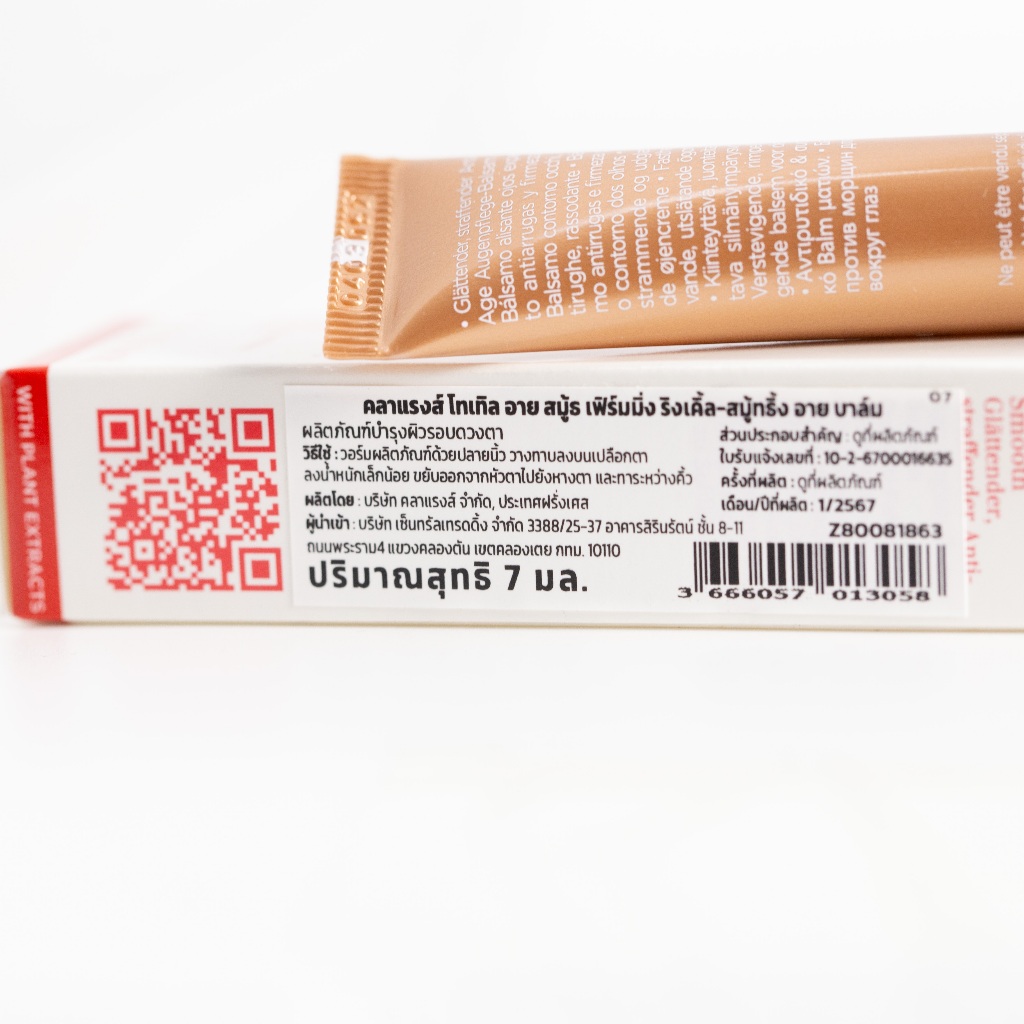 • Glättender, straffender
Age Augenpflege-Balsam
Bálsamo alisante ojos
to antiarrugas y firmeza
Balsamo contorno occhi
tirughe, rassodante •
mo antirrugas e firmeza
o contorno dos olhos
strammende og udgl
de øjencreme •
vande, utslätande
• Kiinteyttävä,
tava silmänympärys
Verstevigende,
gende balsem voor
• Αντιρυτιδικό &
κό Balm ματιών. •
против морщин
вокруг глаз
Ne peut être vendu
WITH PLANT EXTRACTS
07
คลาแรงส์ โทเทิล อาย สมู้ธ เฟิร์มมิ่ง ริงเคิ้ล-สมู้ทธิ้ง อาย บาล์ม
ผลิตภัณฑ์บำรุงผิวรอบดวงตา
วิธีใช้ : วอร์มผลิตภัณฑ์ด้วยปลายนิ้ว วางทาบลงบนเปลือกตา
ลงน้ำหนักเล็กน้อย ขยับออกจากหัวตาไปยังหางตา และทาระหว่างคิ้ว
ผลิตโดย : บริษัท คลาแรงส์ จำกัด, ประเทศฝรั่งเศส
ผู้นำเข้า : บริษัท เซ็นทรัลเทรดดิ้ง จำกัด 3388/25-37 อาคารสิรินรัตน์ ชั้น 8-11
ถนนพระราม4 แขวงคลองตัน เขตคลองเตย กทม. 10110
ปริมาณสุทธิ 7 มล.
ส่วนประกอบสำคัญ : ดูที่ผลิตภัณฑ์
ใบรับแจ้งเลขที่ : 10-2-6700016635
ครั้งที่ผลิต : ดูที่ผลิตภัณฑ์
เดือน/ปีที่ผลิต : 1/2567
Z80081863
3 666057 013058
Smooth
Glättender,
straffender Anti-